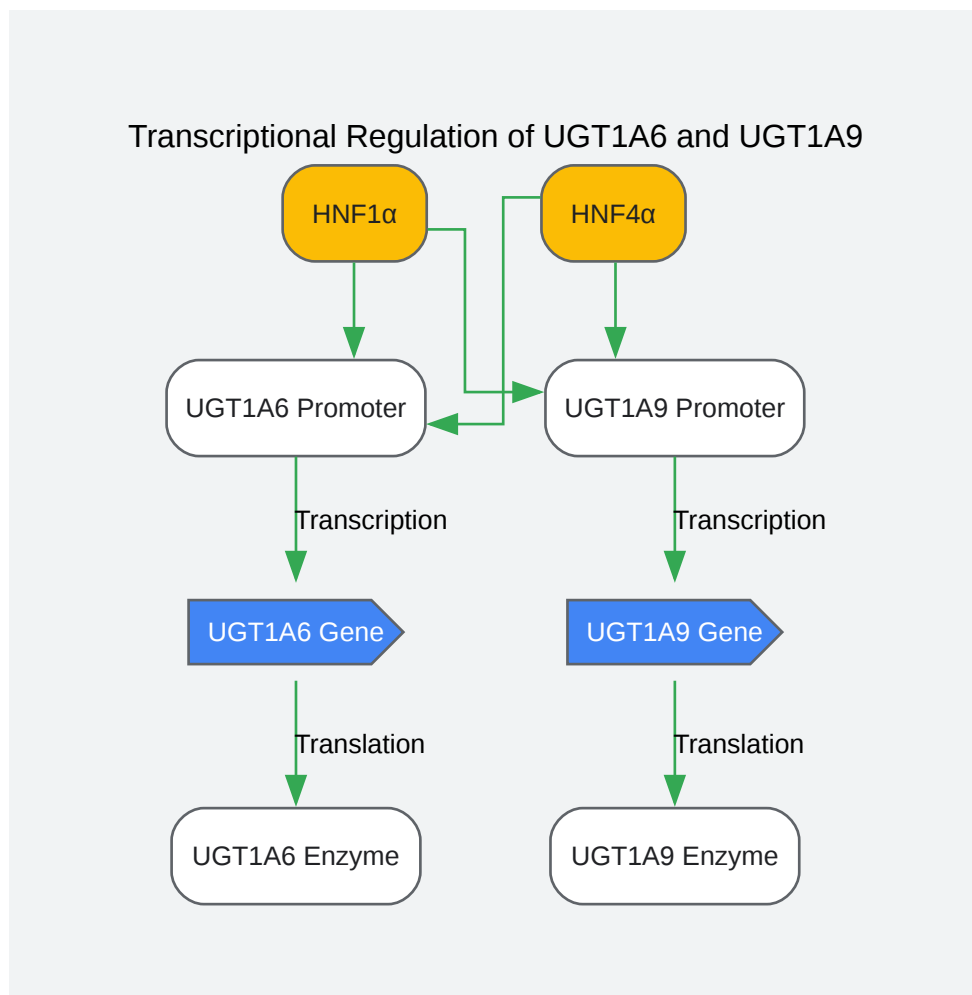 Transcriptional Regulation of UGT1A6 and UGT1A9
HNF1α
HNF4α
UGT1A6 Promoter
UGT1A9 Promoter
Transcription
Transcription
UGT1A6 Gene
UGT1A9 Gene
Translation
Translation
UGT1A6 Enzyme
UGT1A9 Enzyme